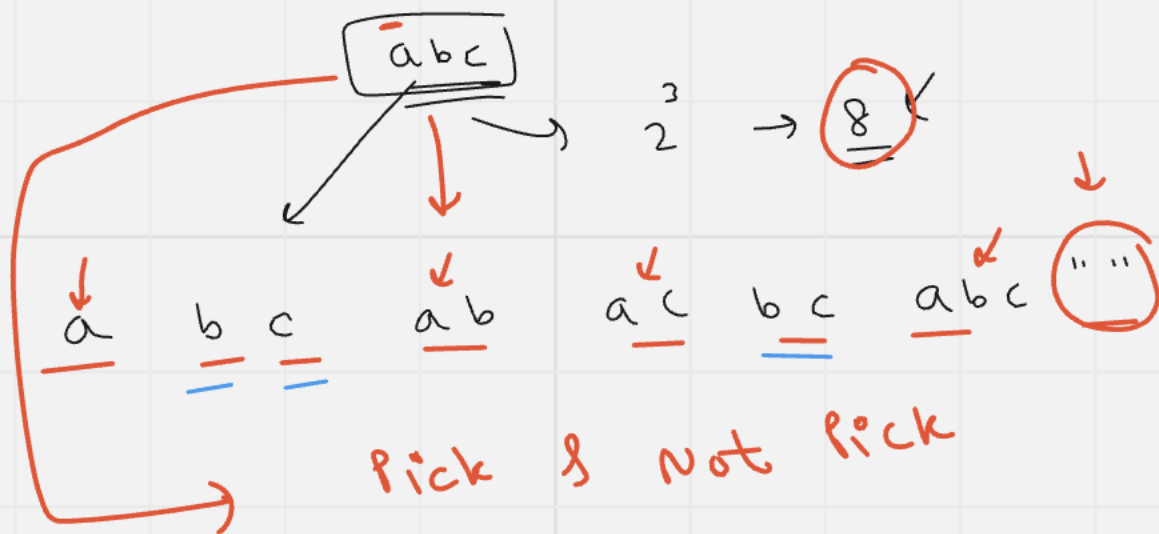 abc
2³ → 8
a b c ab ac bc abc " "
Pick & Not Pick